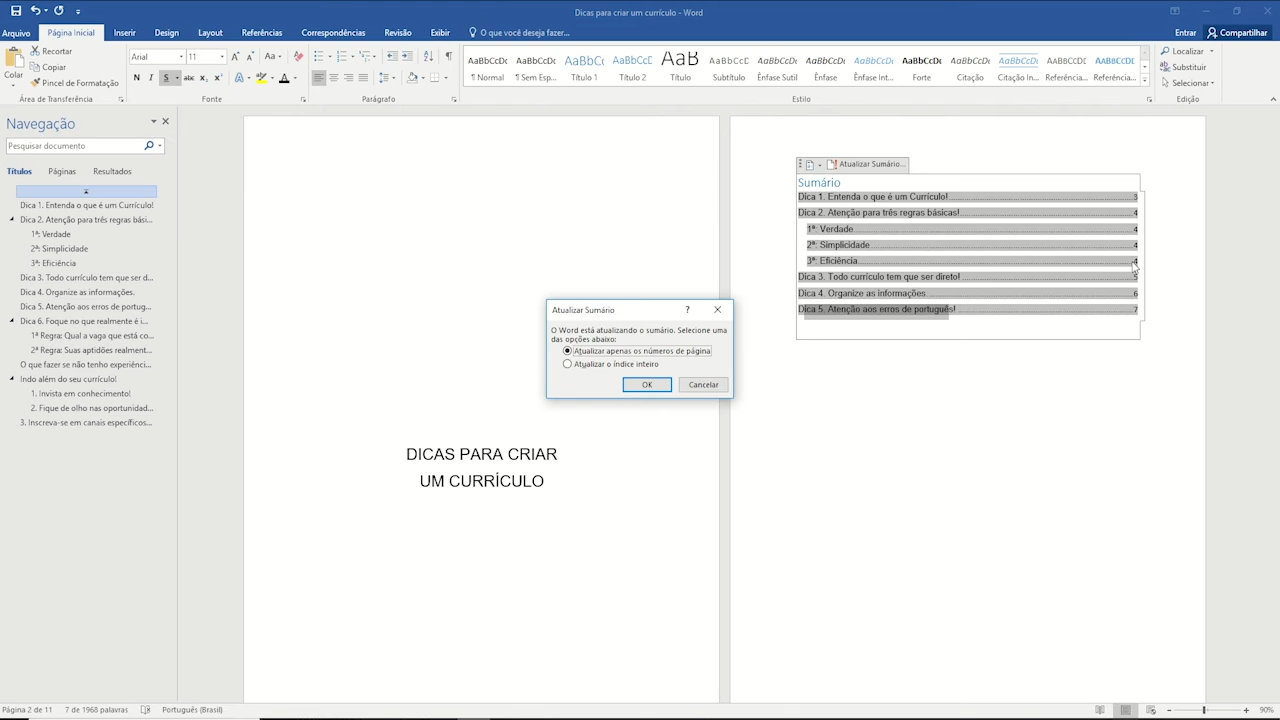 Dicas para criar um currículo - Word
Arquivo Página Inicial Inserir Design Layout Referências Correspondências Revisão Exibir O que você deseja fazer... Entrar Compartilhar
Colar
Recortar
Copiar
Pincel de Formatação
Área de Transferência
Arial 11
Fonte
Parágrafo
AaBbCcDc AaBbCcDc AaBbC( AaBbCcC AaB AaBbCcC AaBbCcDt AaBbCcDt AaBbCcDt AaBbCcDc AaBbCcDt AaBbCcDt AABBCCDC AABBCCDC
¶ Normal ¶ Sem Esp... Título 1 Título 2 Título Subtítulo Ênfase Sutil Ênfase Ênfase Int... Forte Citação Citação In... Referência... Referência...
Estilo
Localizar
Substituir
Selecionar
Edição
Navegação
Pesquisar documento
Títulos Páginas Resultados
Dica 1. Entenda o que é um Currículo!
Dica 2. Atenção para três regras bási...
1ª: Verdade
2ª: Simplicidade
3ª: Eficiência
Dica 3. Todo currículo tem que ser d...
Dica 4. Organize as informações.
Dica 5. Atenção aos erros de portug...
Dica 6. Foque no que realmente é i...
1ª Regra: Qual a vaga que está co...
2ª Regra: Suas aptidões realment...
O que fazer se não tenho experiênci...
Indo além do seu currículo!
1. Invista em conhecimento!
2. Fique de olho nas oportunidad...
3. Inscreva-se em canais específicos...
DICAS PARA CRIAR
UM CURRÍCULO
Atualizar Sumário...
Sumário
Dica 1. Entenda o que é um Currículo! 3
Dica 2. Atenção para três regras básicas! 4
1ª: Verdade 4
2ª: Simplicidade 4
3ª: Eficiência 4
Dica 3. Todo currículo tem que ser direto! 5
Dica 4. Organize as informações 6
Dica 5. Atenção aos erros de português! 7
Atualizar Sumário ?
O Word está atualizando o sumário. Selecione uma
das opções abaixo:
Atualizar apenas os números de página
Atualizar o índice inteiro
OK Cancelar
Página 2 de 11 7 de 1968 palavras Português (Brasil) 90%